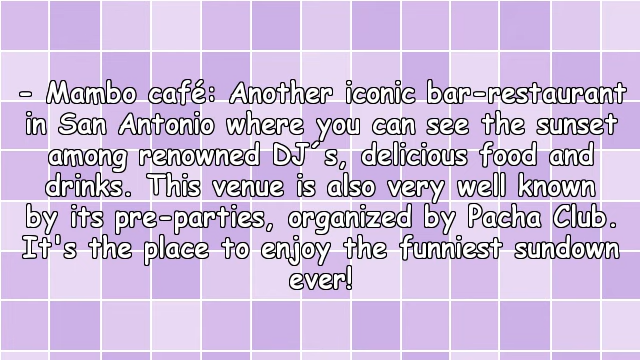 - Mambo café: Another iconic bar-restaurant
in San Antonio where you can see the sunset
among renowned DJ´s, delicious food and
drinks. This venue is also very well known
by its pre-parties, organized by Pacha Club.
It's the place to enjoy the funniest sundown
ever!